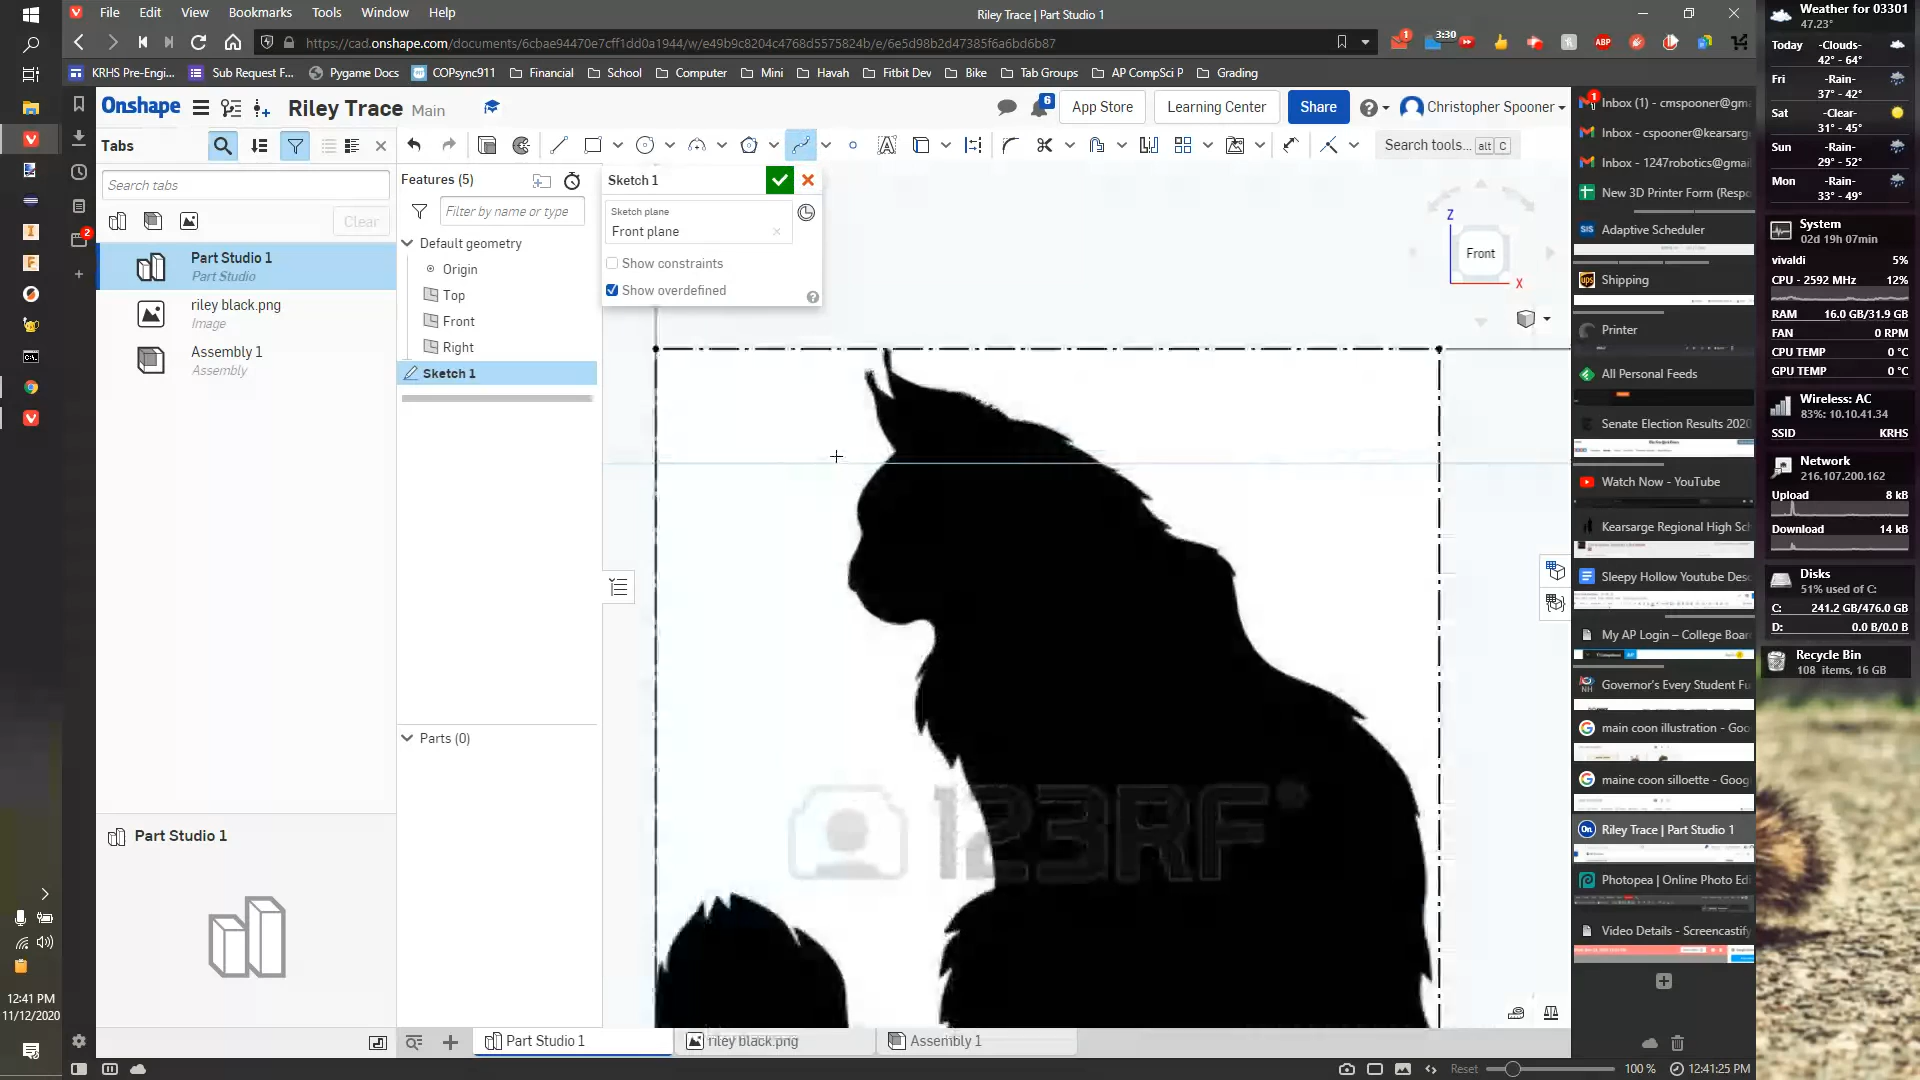 File Edit View Bookmarks Tools Window Help
Riley Trace | Part Studio 1
https://cad.onshape.com/documents/6cbae94470e7cff1dd0a1944/w/e49b9c8204c4768d5575824b/e/6e5d98b2d47385f6a6bd6b87
1 3:30 ABP
KRHS Pre-Engi... Sub Request F... Pygame Docs COPsync911 Financial School Computer Mini Havah Fitbit Dev Bike Tab Groups AP CompSci P Grading
Onshape Riley Trace Main 6 App Store Learning Center Share Christopher Spooner
Tabs Search tools... alt C
Search tabs
Clear
Part Studio 1
Part Studio
riley black.png
Image
Assembly 1
Assembly
Features (5)
Filter by name or type
Default geometry
Origin
Top
Front
Right
Sketch 1
Parts (0)
Sketch 1
Sketch plane
Front plane
Show constraints
Show overdefined
Z
Front
X
123RF
Part Studio 1
Part Studio 1 riley black.png Assembly 1
Reset 100 % 12:41:25 PM
2
12:41 PM
11/12/2020
1 Inbox (1) - cmspooner@gma
Inbox - cspooner@kearsarg
Inbox - 1247robotics@gmai
New 3D Printer Form (Respo
Adaptive Scheduler
Shipping
Printer
All Personal Feeds
Senate Election Results 2020
Watch Now - YouTube
Kearsarge Regional High Sch
Sleepy Hollow Youtube Desc
My AP Login – College Boar
Governor's Every Student Fu
main coon illustration - Goo
maine coon silloette - Goog
Riley Trace | Part Studio 1
Photopea | Online Photo Edi
Video Details - Screencastify
Weather for 03301
47.23°
Today -Clouds-
42° - 64°
Fri -Rain-
37° - 42°
Sat -Clear-
31° - 45°
Sun -Rain-
29° - 52°
Mon -Rain-
33° - 49°
System
02d 19h 07min
vivaldi 5%
CPU - 2592 MHz 12%
RAM 16.0 GB/31.9 GB
FAN 0 RPM
CPU TEMP 0 °C
GPU TEMP 0 °C
Wireless: AC
83%: 10.10.41.34
SSID KRHS
Network
216.107.200.162
Upload 8 kB
Download 14 kB
Disks
51% used of C:
C: 241.2 GB/476.0 GB
D: 0.0 B/0.0 B
Recycle Bin
108 items, 16 GB